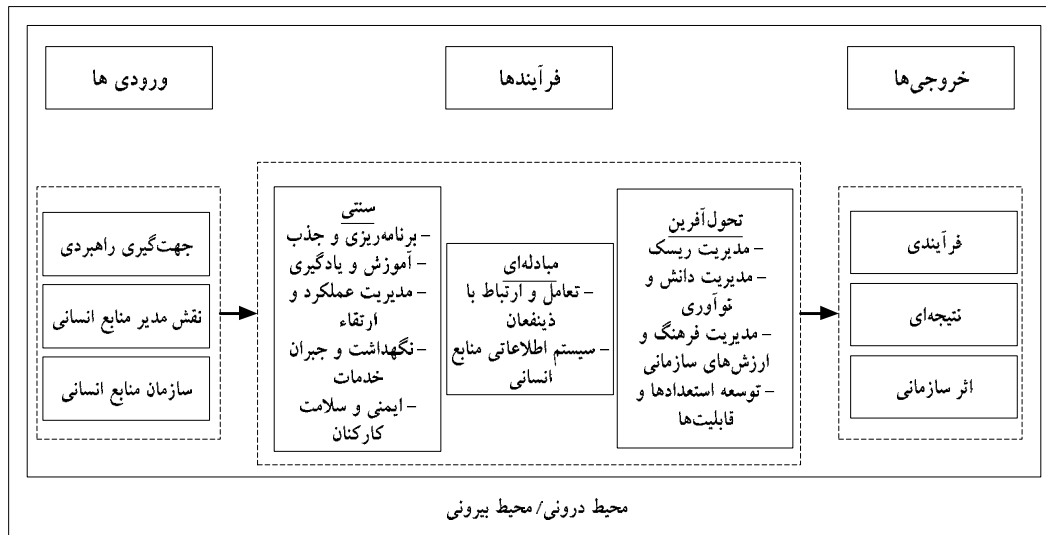 ورودی ها
فرآیندها
خروجی‌ها
جهت‌گیری راهبردی
نقش مدیر منابع انسانی
سازمان منابع انسانی
سنتی
– برنامه‌ریزی و جذب
– آموزش و یادگیری
– مدیریت عملکرد و
ارتقاء
– نگهداشت و جبران
خدمات
– ایمنی و سلامت
کارکنان
مبادله‌ای
– تعامل و ارتباط با
ذینفعان
– سیستم اطلاعاتی منابع
انسانی
تحول‌آفرین
– مدیریت ریسک
– مدیریت دانش و
توآوری
– مدیریت فرهنگ و
ارزش‌های سازمانی
– توسعه استعدادها و
قابلیت‌ها
فرآیندی
نتیجه‌ای
اثر سازمانی
محیط درونی/ محیط بیرونی